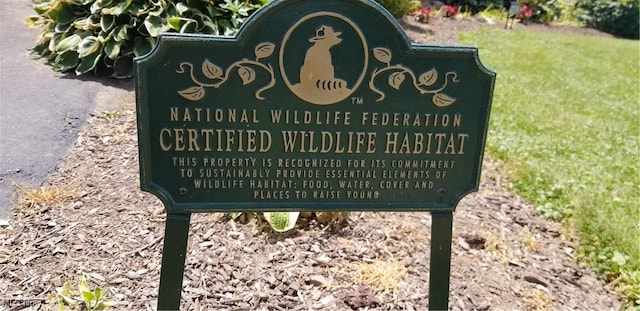 TM
NATIONAL WILDLIFE FEDERATION
CERTIFIED WILDLIFE HABITAT
THIS PROPERTY IS RECOGNIZED FOR ITS COMMITMENT
TO SUSTAINABLY PROVIDE ESSENTIAL ELEMENTS OF
WILDLIFE HABITAT: FOOD, WATER, COVER AND
PLACES TO RAISE YOUNG